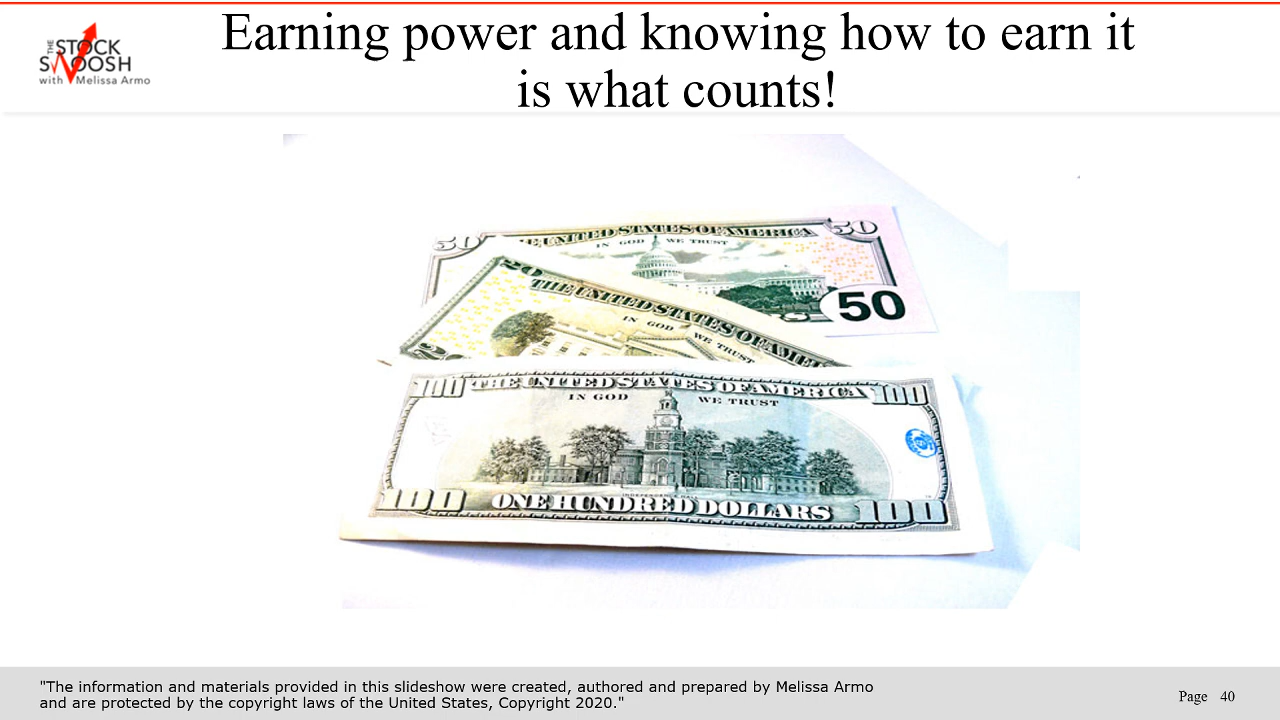 Earning power and knowing how to earn it
is what counts!
THE STOCK
SWOOSH
with Melissa Armo
50 THE UNITED STATES OF AMERICA 50
IN GOD WE TRUST
50
20
THE UNITED STATES OF AMERICA
IN GOD WE TRUST
20
100 THE UNITED STATES OF AMERICA 100
IN GOD WE TRUST
100 ONE HUNDRED DOLLARS 100
"The information and materials provided in this slideshow were created, authored and prepared by Melissa Armo
and are protected by the copyright laws of the United States, Copyright 2020."
Page 40